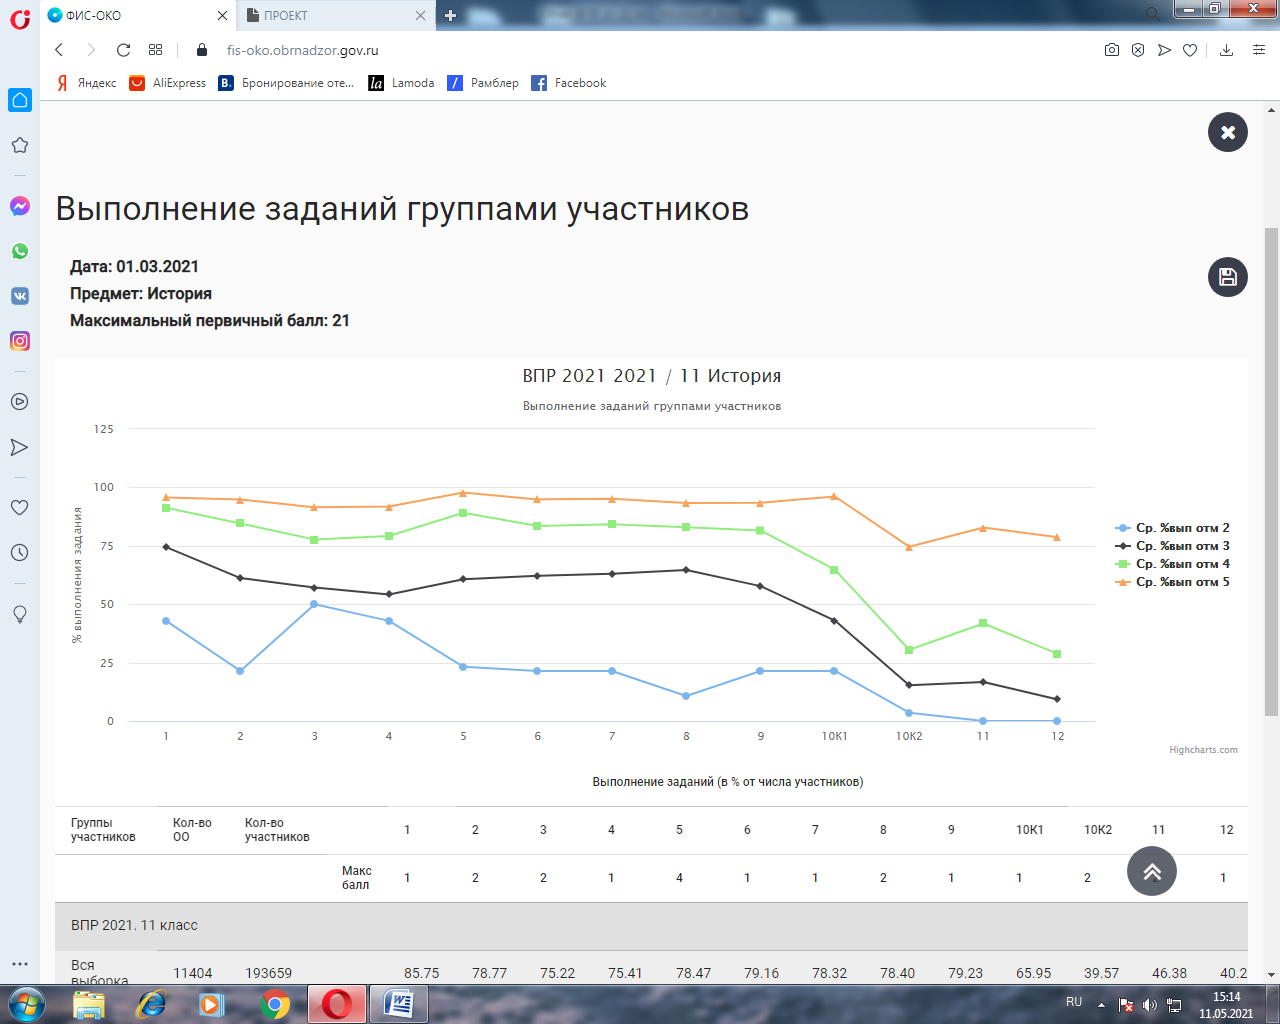 ФИС-ОКО
ПРОЕКТ
fis-oko.obrnadzor.gov.ru
Яндекс
AliExpress
Бронирование оте...
Lamoda
Рамблер
Facebook
Выполнение заданий группами участников
Дата: 01.03.2021
Предмет: История
Максимальный первичный балл: 21
ВПР 2021 2021 / 11 История
Выполнение заданий группами участников
% выполнения задания
125
100
75
50
25
0
1 2 3 4 5 6 7 8 9 10К1 10К2 11 12
Ср. %вып отм 2
Ср. %вып отм 3
Ср. %вып отм 4
Ср. %вып отм 5
Highcharts.com
Выполнение заданий (в % от числа участников)
Группы участников Кол-во ОО Кол-во участников 1 2 3 4 5 6 7 8 9 10К1 10К2 11 12
Макс балл 1 2 2 1 4 1 1 2 1 1 2 1
ВПР 2021. 11 класс
Вся выборка 11404 193659 85.75 78.77 75.22 75.41 78.47 79.16 78.32 78.40 79.23 65.95 39.57 46.38 40.2
RU
15:14
11.05.2021